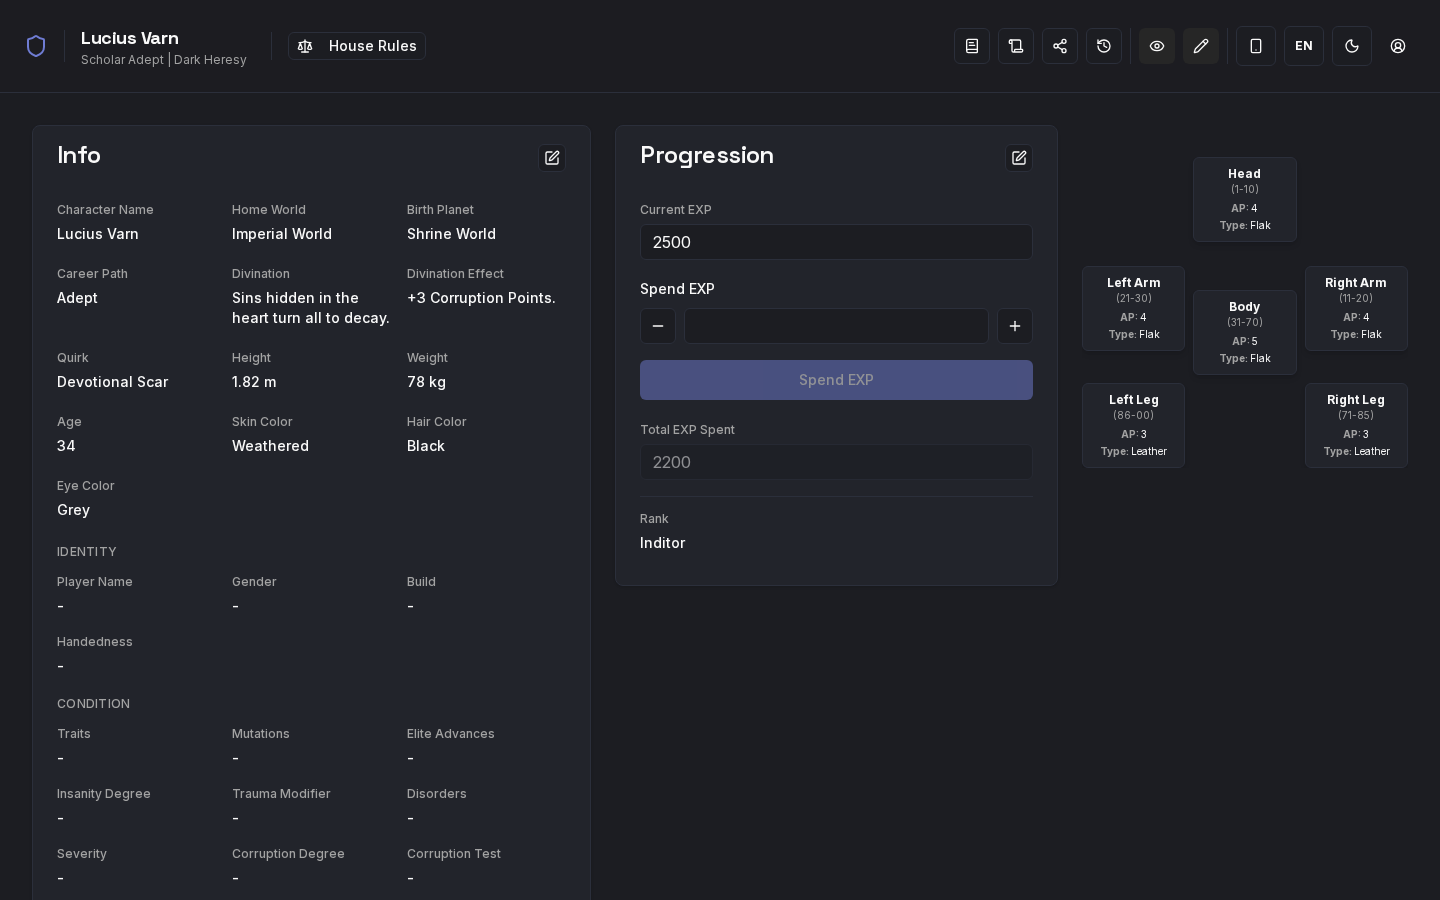 Lucius Varn
Scholar Adept | Dark Heresy
House Rules
EN
Info
Character Name
Lucius Varn
Home World
Imperial World
Birth Planet
Shrine World
Career Path
Adept
Divination
Sins hidden in the
heart turn all to decay.
Divination Effect
+3 Corruption Points.
Quirk
Devotional Scar
Height
1.82 m
Weight
78 kg
Age
34
Skin Color
Weathered
Hair Color
Black
Eye Color
Grey
IDENTITY
Player Name
-
Gender
-
Build
-
Handedness
-
CONDITION
Traits
-
Mutations
-
Elite Advances
-
Insanity Degree
-
Trauma Modifier
-
Disorders
-
Severity
-
Corruption Degree
-
Corruption Test
-
Progression
Current EXP
2500
Spend EXP
Spend EXP
Total EXP Spent
2200
Rank
Inditor
Head
(1-10)
AP: 4
Type: Flak
Left Arm
(21-30)
AP: 4
Type: Flak
Body
(31-70)
AP: 5
Type: Flak
Right Arm
(11-20)
AP: 4
Type: Flak
Left Leg
(86-00)
AP: 3
Type: Leather
Right Leg
(71-85)
AP: 3
Type: Leather